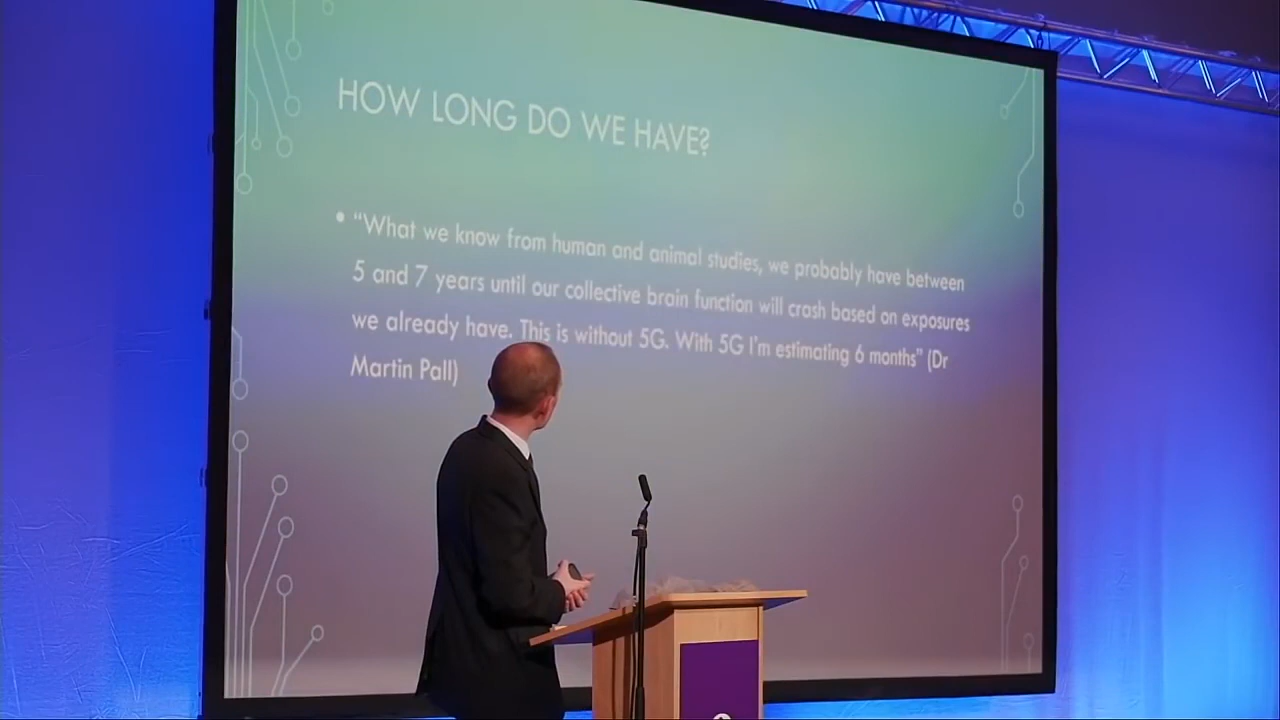 HOW LONG DO WE HAVE?
• “What we know from human and animal studies, we probably have between
5 and 7 years until our collective brain function will crash based on exposures
we already have. This is without 5G. With 5G I'm estimating 6 months” (Dr
Martin Pall)